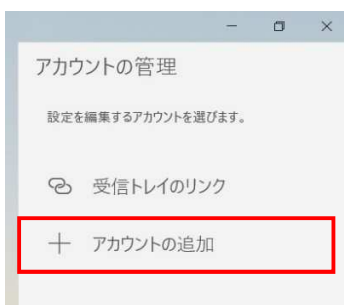 アカウントの管理
設定を編集するアカウントを選びます。
受信トレイのリンク
アカウントの追加